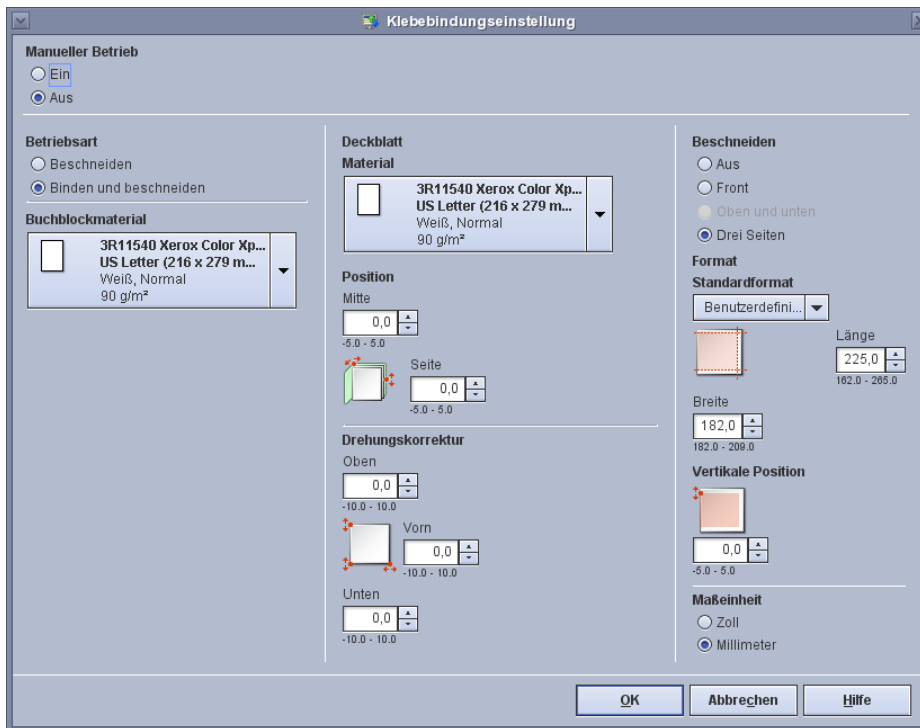 Klebebindungseinstellung
Manueller Betrieb
Ein
Aus
Betriebsart
Beschneiden
Binden und beschneiden
Buchblockmaterial
3R11540 Xerox Color Xp...
US Letter (216 x 279 m...
Weiß, Normal
90 g/m²
Deckblatt
Material
3R11540 Xerox Color Xp...
US Letter (216 x 279 m...
Weiß, Normal
90 g/m²
Position
Mitte
0,0
-5.0 - 5.0
Seite
0,0
-5.0 - 5.0
Drehungskorrektur
Oben
0,0
-10.0 - 10.0
Vorn
0,0
-10.0 - 10.0
Unten
0,0
-10.0 - 10.0
Beschneiden
Aus
Front
Oben und unten
Drei Seiten
Format
Standardformat
Benutzerdefini...
Länge
225,0
162.0 - 265.0
Breite
182,0
182.0 - 209.0
Vertikale Position
0,0
-5.0 - 5.0
Maßeinheit
Zoll
Millimeter
OK
Abbrechen
Hilfe